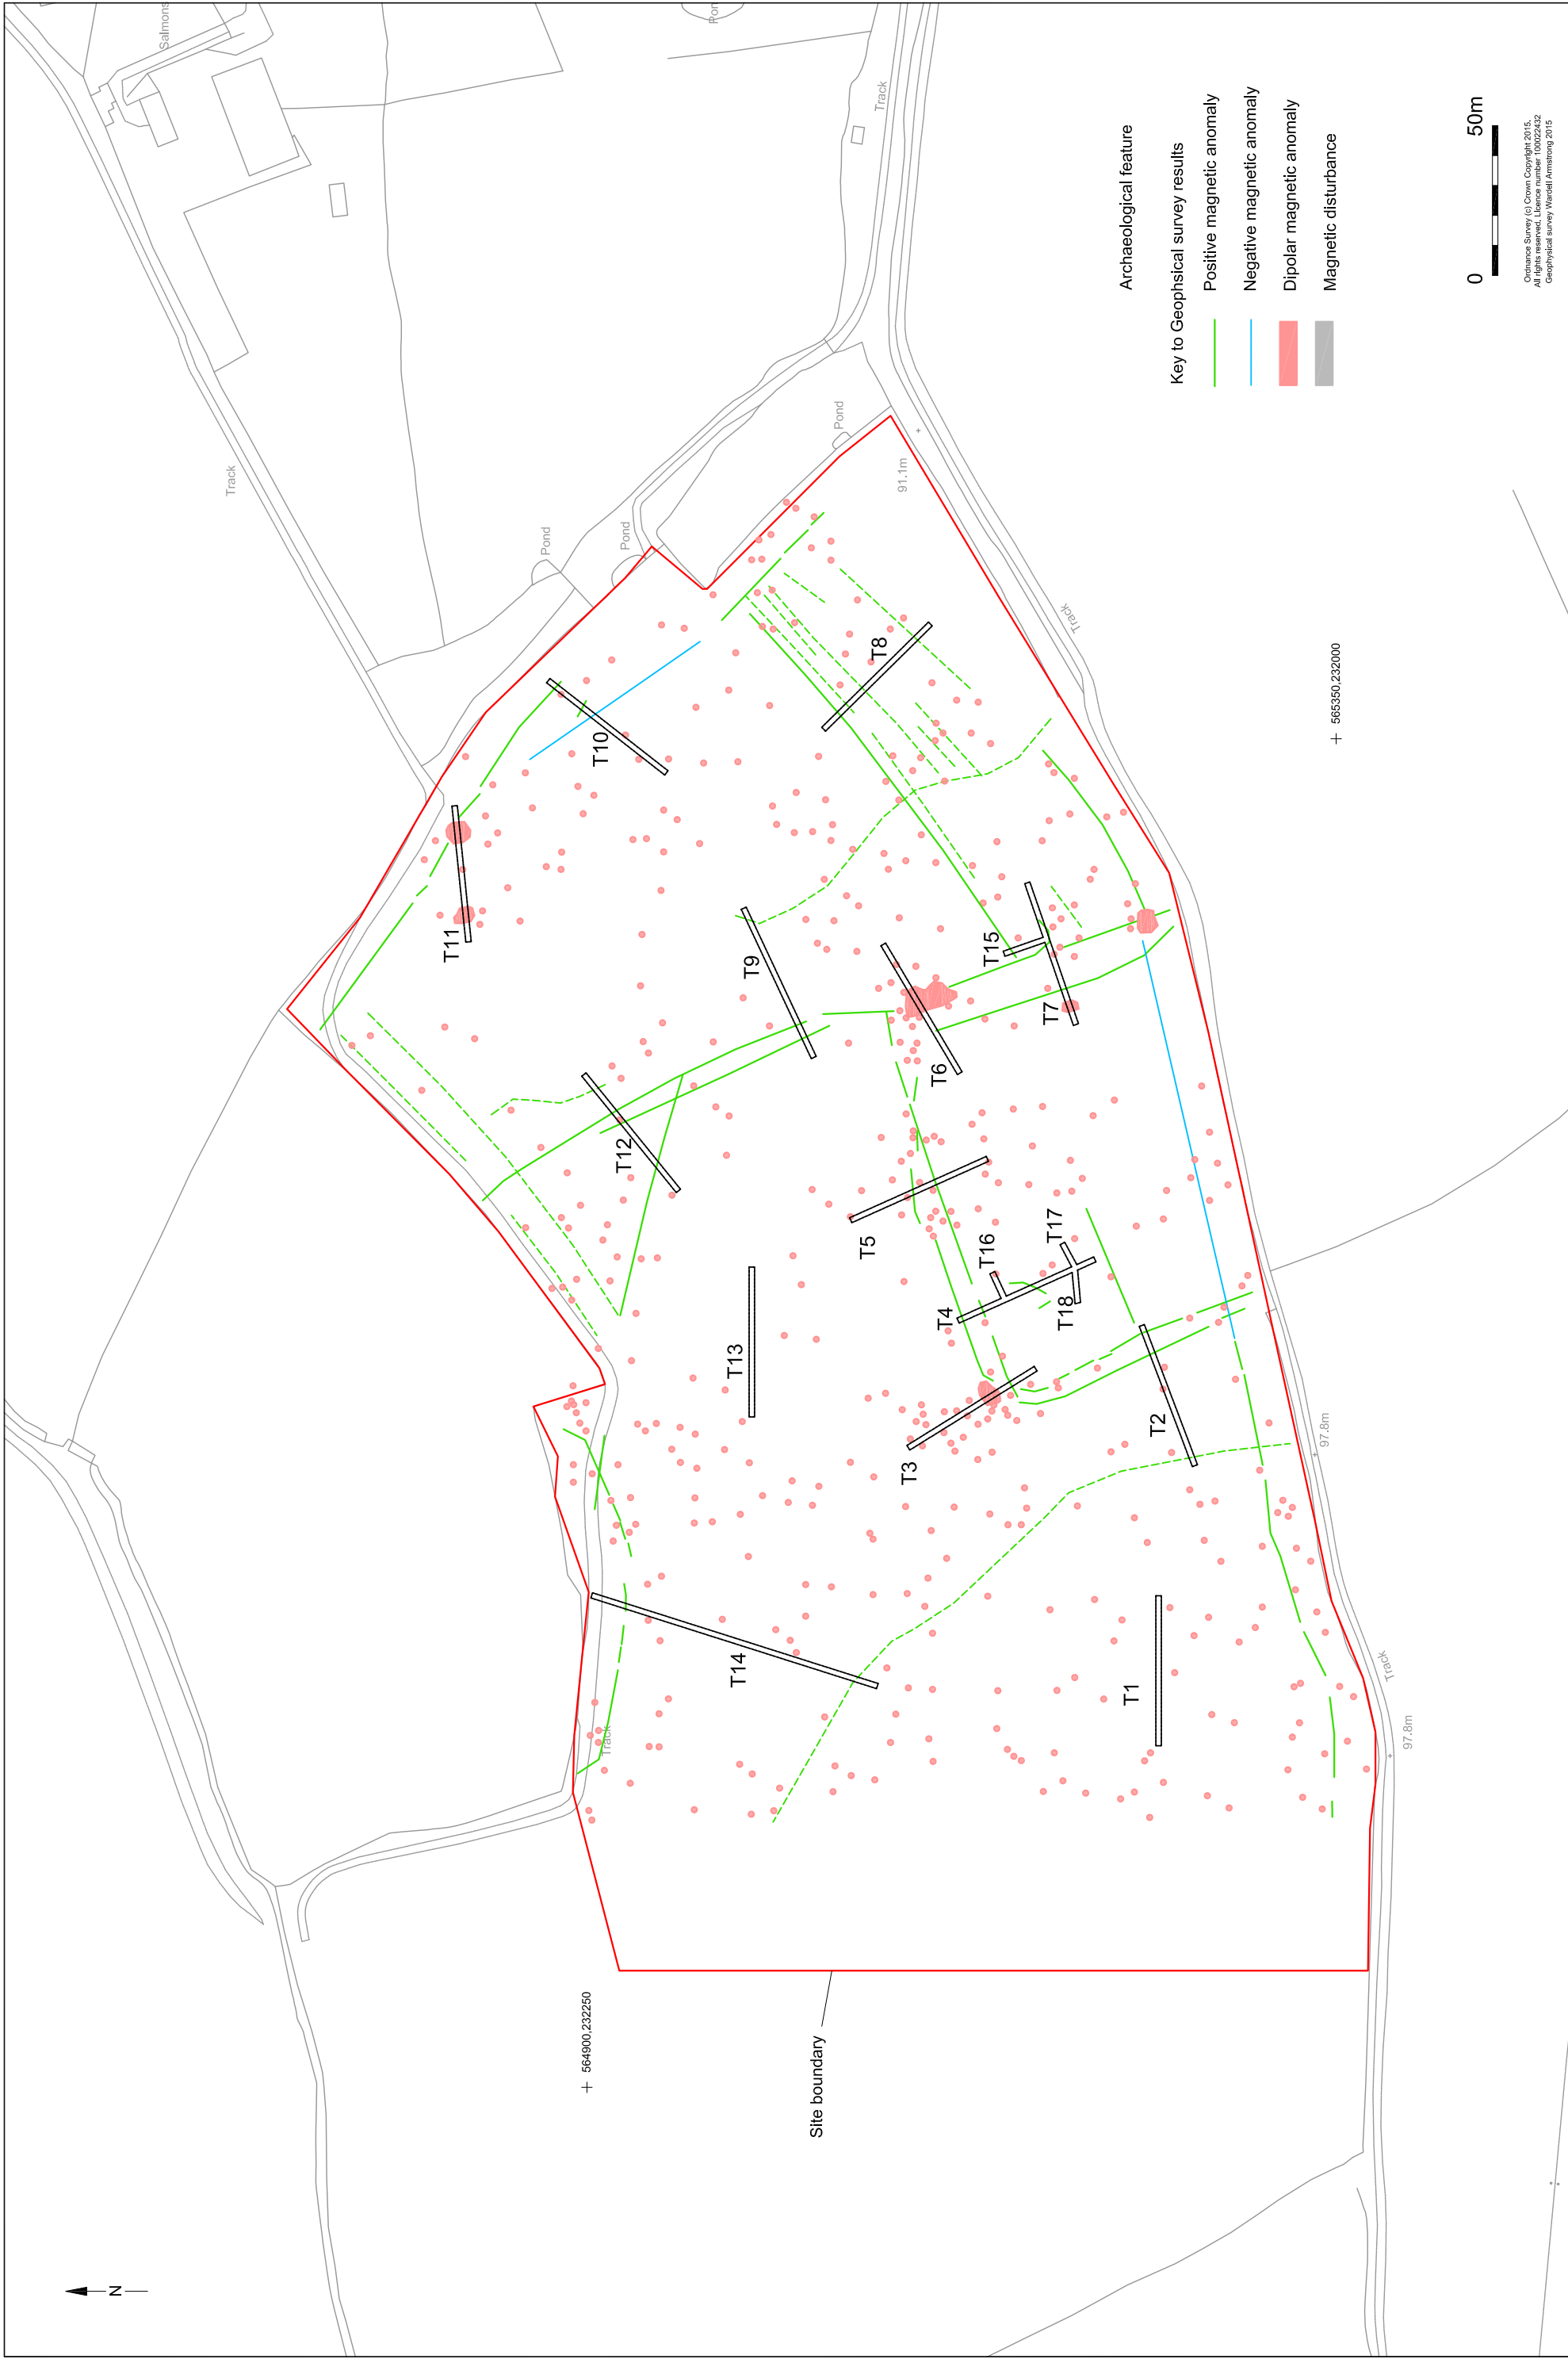 Salmons
Pon
Track
Track
Pond
Pond
Pond
91.1m
Track
T8
T10
T11
T9
T15
T7
T6
T12
T5
T17
T16
T18
T4
T13
T3
T2
T14
T1
97.8m
Track
Track
97.8m
Site boundary
564900,232250
565350,232000
N
Archaeological feature
Key to Geophsical survey results
Positive magnetic anomaly
Negative magnetic anomaly
Dipolar magnetic anomaly
Magnetic disturbance
0
50m
Ordnance Survey (c) Crown Copyright 2015,
All rights reserved, Licence number 100022432
Geophysical survey Wardell Armstrong 2015